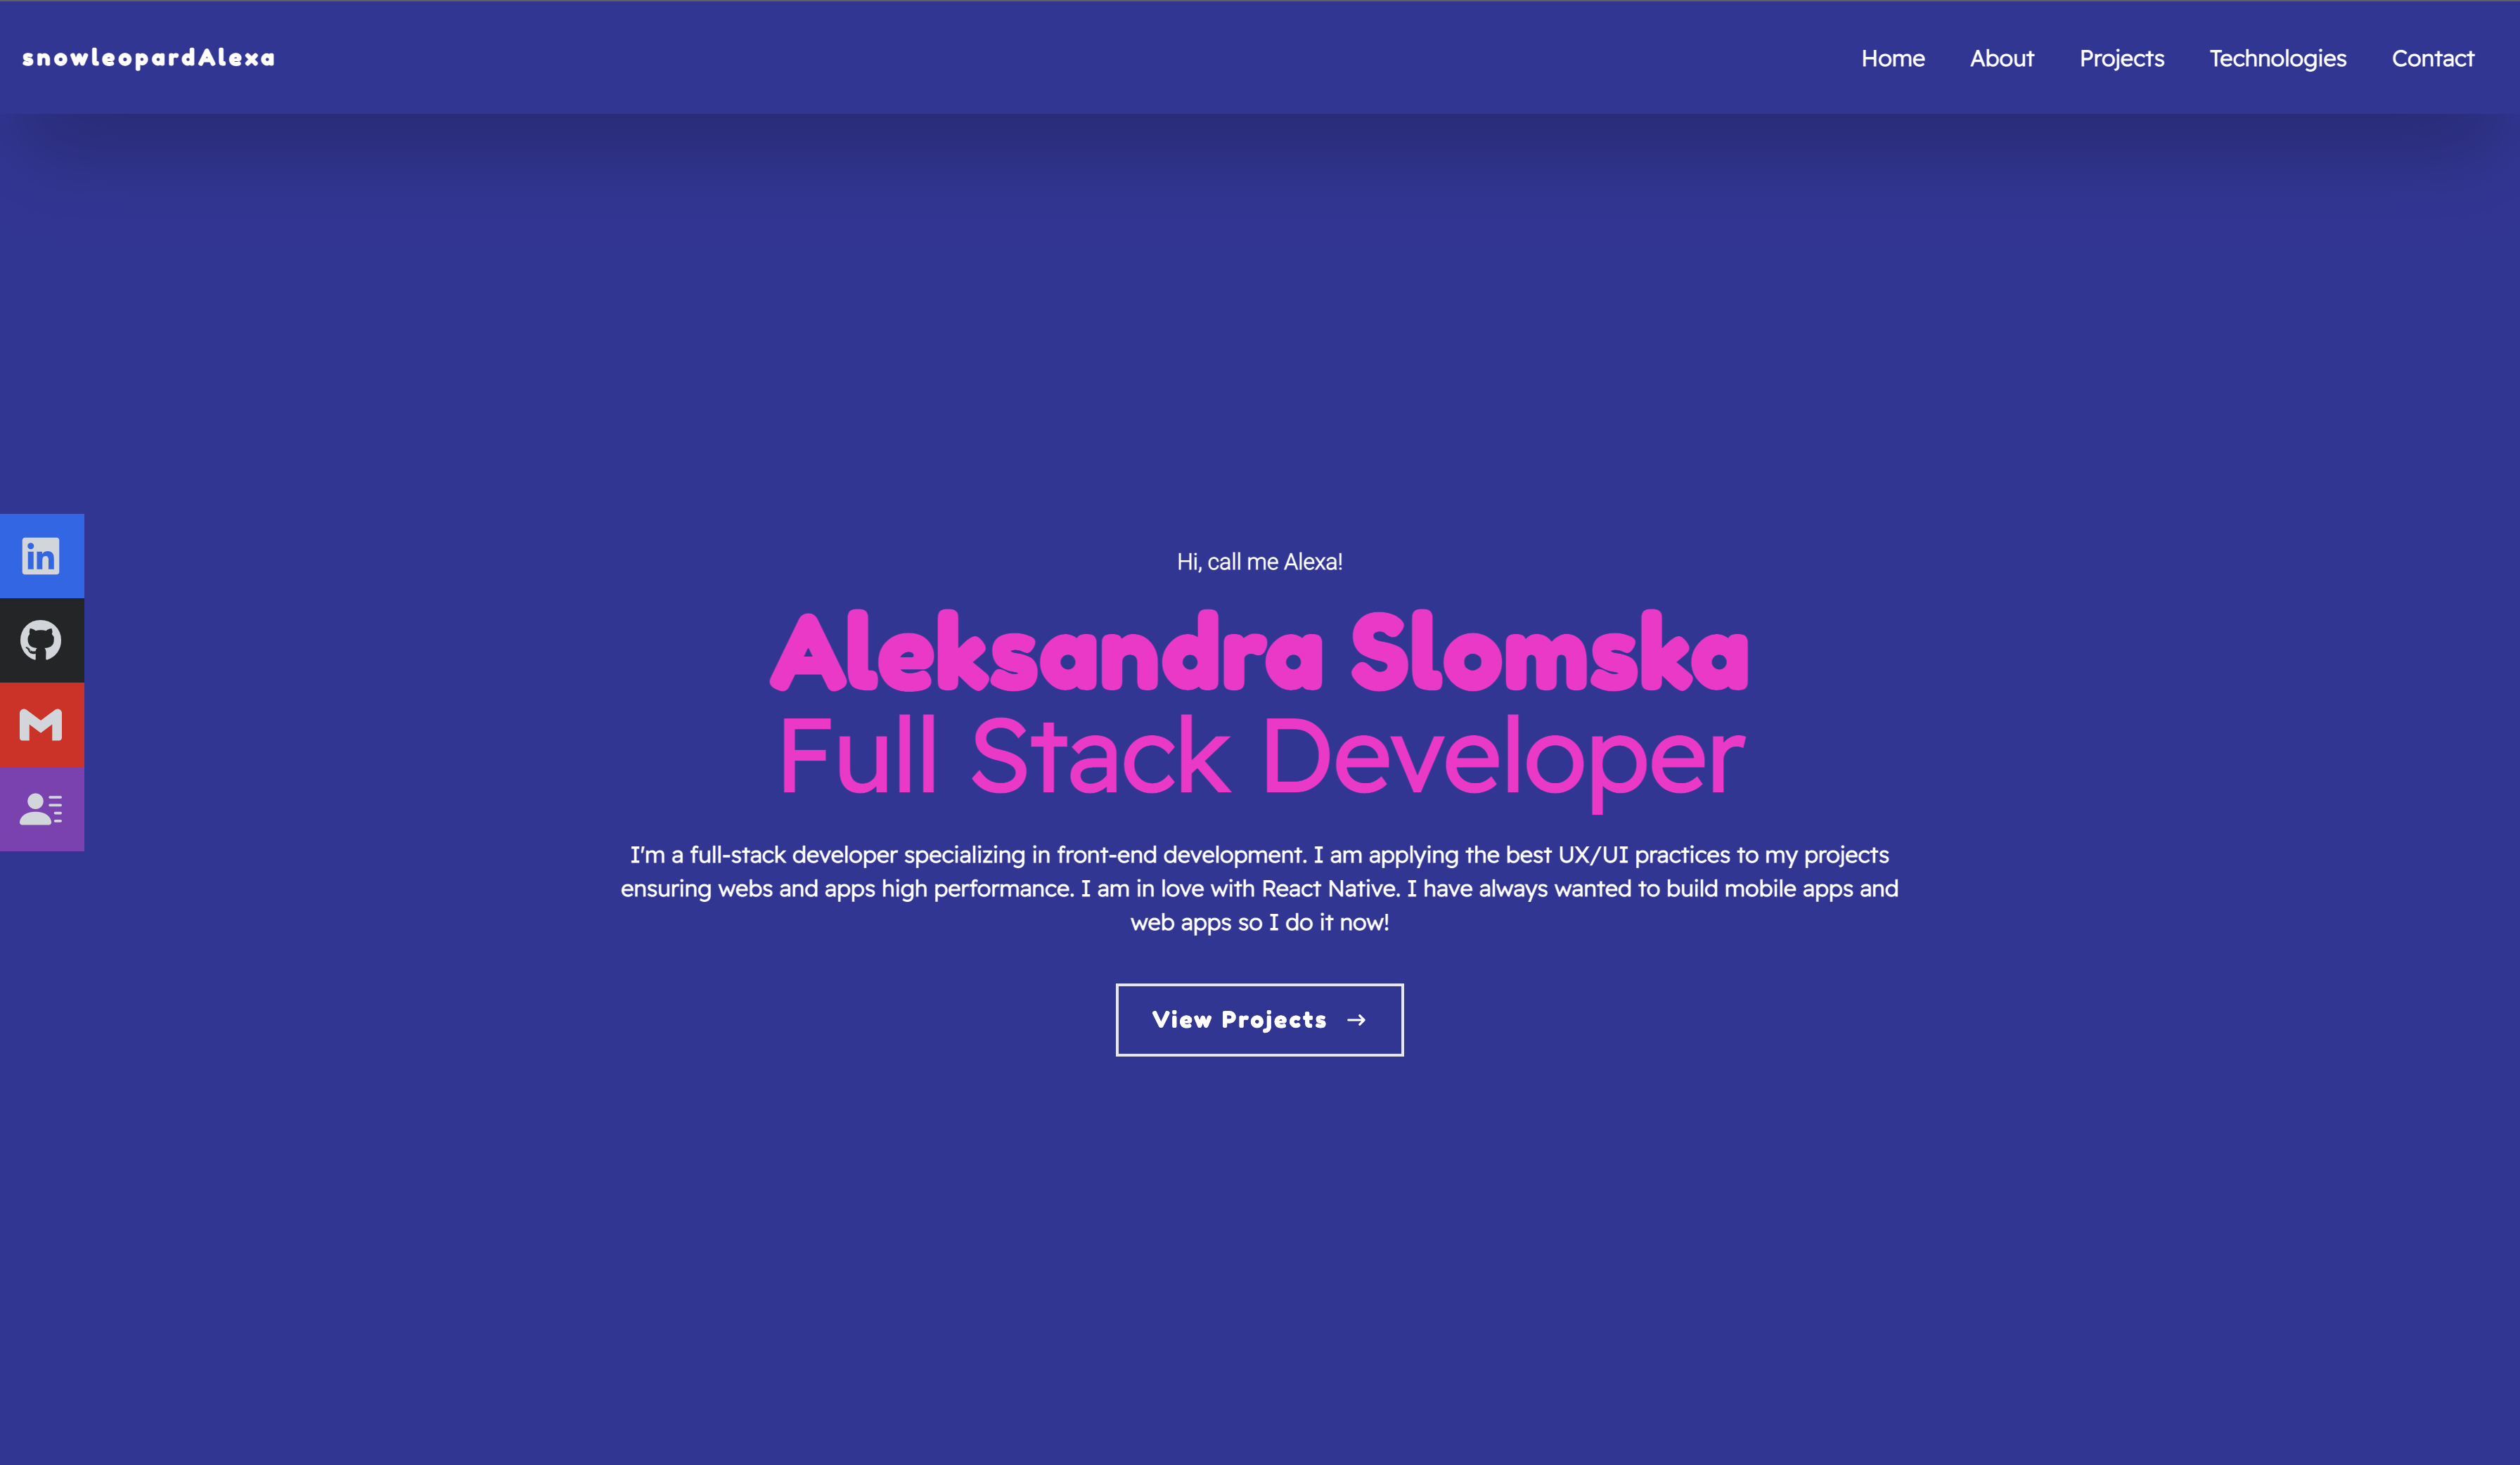 snowleopardAlexa
Home About Projects Technologies Contact
in
Hi, call me Alexa!
Aleksandra Slomska
Full Stack Developer
I'm a full-stack developer specializing in front-end development. I am applying the best UX/UI practices to my projects
ensuring webs and apps high performance. I am in love with React Native. I have always wanted to build mobile apps and
web apps so I do it now!
View Projects →